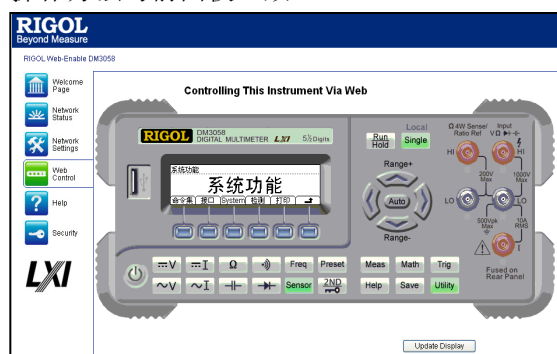 RIGOL
Beyond Measure
RIGOL Web-Enable DM3058
Welcome Page
Network Status
Network Settings
Web Control
Help
Security
LXI
Controlling This Instrument Via Web
RIGOL DM3058 DIGITAL MULTIMETER LXI 5½Digits
系统功能
系统功能
命令集 接口 System 检测 打印
Run Hold
Local
Single
Range+
Auto
Range-
Ω 4W Sense/ Ratio Ref
Input
HI HI
200V Max
1000V Max
LO LO
500Vpk Max
10A RMS
I
Fused on Rear Panel
V I Ω Freq Preset Meas Math Trig
V I Sensor 2ND Help Save Utility
Update Display